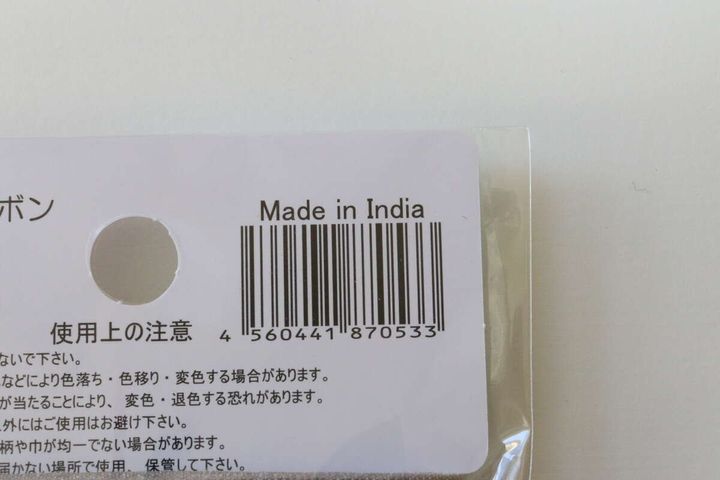 ボン
Made in India
4 560441 870533
使用上の注意
ないで下さい。
などにより色落ち・色移り・変色する場合があります。
が当たることにより、変色・退色する恐れがあります。
外にはご使用はお避け下さい。
柄や巾が均一でない場合があります。
届かない場所で使用、保管して下さい。